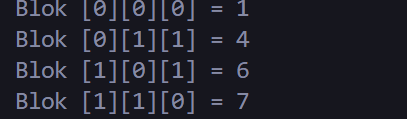 Blok [0][0][0] = 1
Blok [0][1][1] = 4
Blok [1][0][1] = 6
Blok [1][1][0] = 7